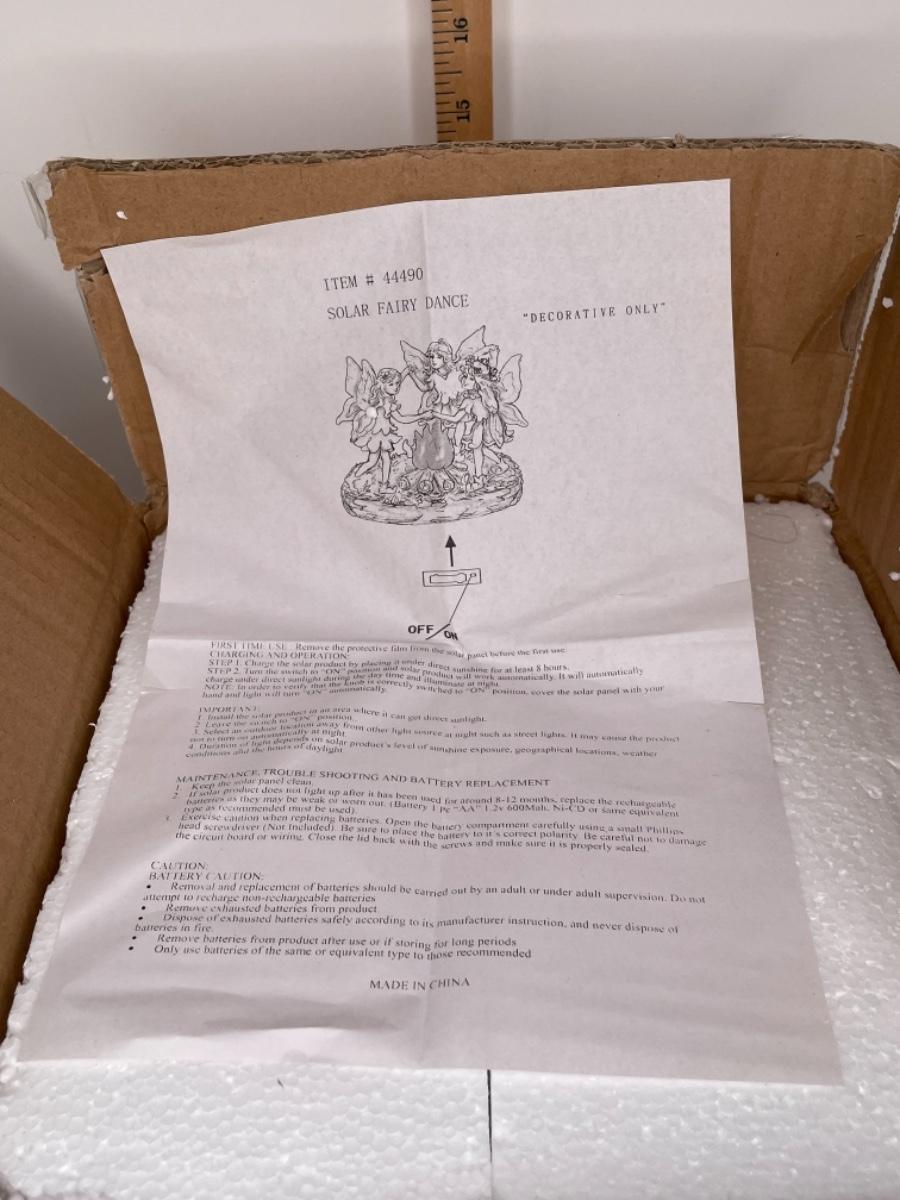 16
15
ITEM # 44490
SOLAR FAIRY DANCE
"DECORATIVE ONLY"
OFF/ON
FIRST TIME USE: Remove the protective film from the solar panel before the first use.
CHARGING AND OPERATION:
STEP 1. Charge the solar product by placing it under direct sunshine for at least 8 hours.
STEP 2. Turn the switch to "ON" position and solar product will work automatically. It will automatically
charge under direct sunlight during the day time and illuminate at night.
NOTE: In order to verify that the knob is correctly switched to "ON" position, cover the solar panel with your
hand and light will turn "ON" automatically.
IMPORTANT:
1. Install the solar product in an area where it can get direct sunlight.
2. Leave the switch to "ON" position.
3. Select an outdoor location away from other light source at night such as street lights. It may cause the product
not to turn on automatically at night.
4. Duration of light depends on solar product's level of sunshine exposure, geographical locations, weather
conditions and the hours of daylight.
MAINTENANCE, TROUBLE SHOOTING AND BATTERY REPLACEMENT
1. Keep the solar panel clean.
2. If solar product does not light up after it has been used for around 8-12 months, replace the rechargeable
batteries as they may be weak or worn out. (Battery 1 pc "AA" 1.2v 600Mah, Ni-CD or same equivalent
type as recommended must be used).
3. Exercise caution when replacing batteries. Open the battery compartment carefully using a small Phillips
head screwdriver (Not Included). Be sure to place the battery to it's correct polarity. Be careful not to damage
the circuit board or wiring. Close the lid back with the screws and make sure it is properly sealed.
CAUTION:
BATTERY CAUTION:
• Removal and replacement of batteries should be carried out by an adult or under adult supervision. Do not
attempt to recharge non-rechargeable batteries
• Remove exhausted batteries from product
• Dispose of exhausted batteries safely according to its manufacturer instruction, and never dispose of
batteries in fire.
• Remove batteries from product after use or if storing for long periods
• Only use batteries of the same or equivalent type to those recommended
MADE IN CHINA